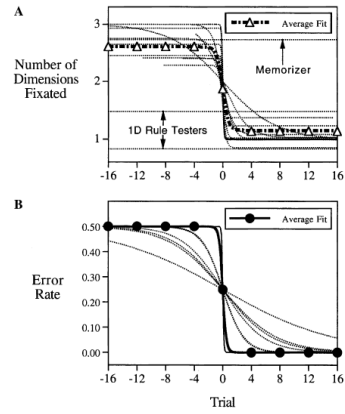 A
3
Average Fit
Number of
Dimensions
Fixated
Memorizer
2
1D Rule Testers
1
-16 -12 -8 -4 0 4 8 12 16
B
0.50
Average Fit
0.40
Error
Rate
0.30
0.20
0.10
0.00
-16 -12 -8 -4 0 4 8 12 16
Trial